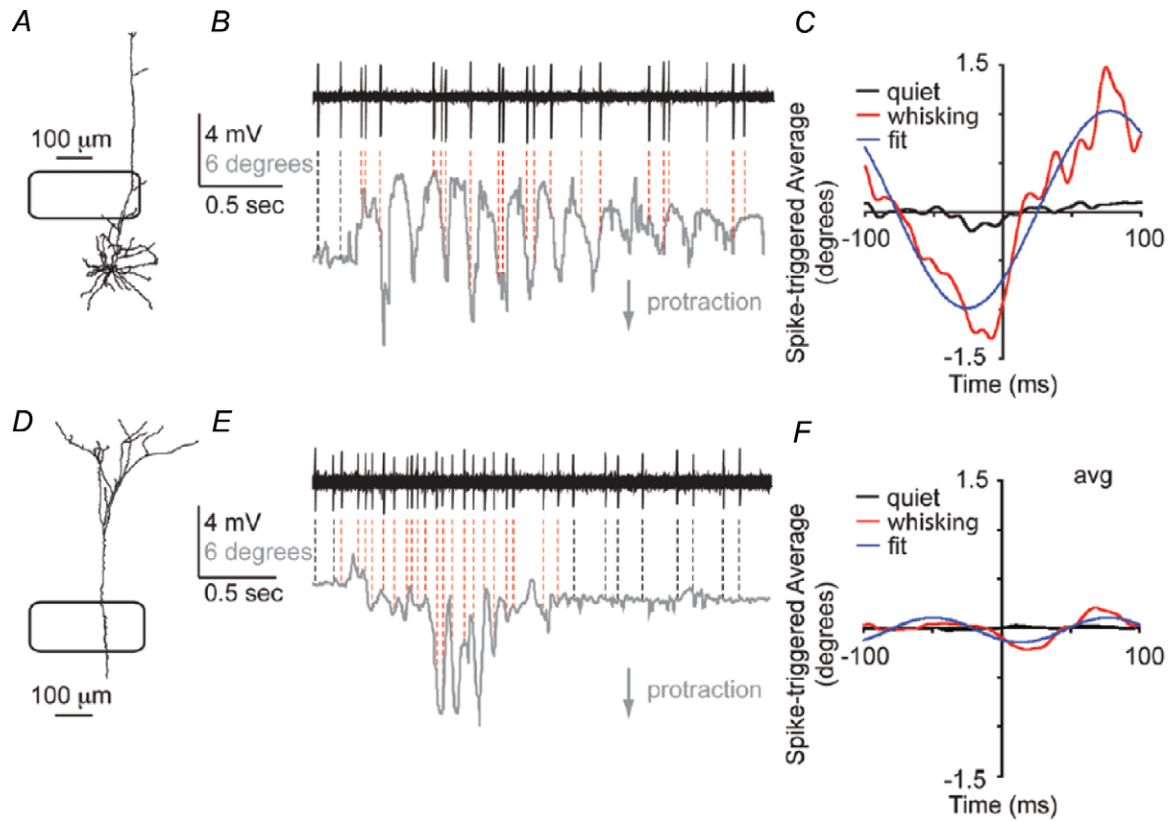 A
100 µm
B
4 mV
6 degrees
0.5 sec
protraction
C
Spike-triggered Average
(degrees)
1.5
quiet
whisking
fit
-100
100
-1.5
Time (ms)
D
100 µm
E
4 mV
6 degrees
0.5 sec
protraction
F
Spike-triggered Average
(degrees)
1.5
avg
quiet
whisking
fit
-100
100
-1.5
Time (ms)